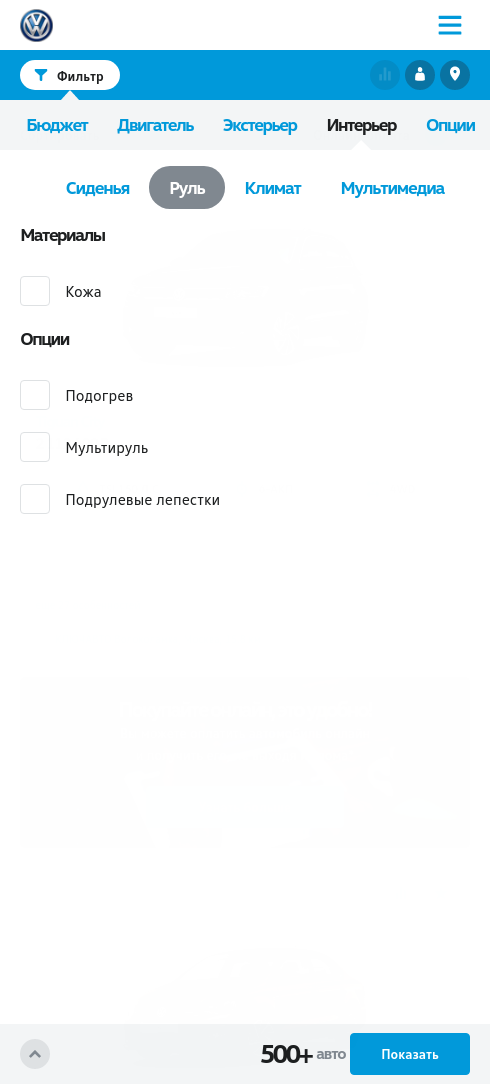 Фильтр
Бюджет Двигатель Экстерьер Интерьер Опции
Сиденья Руль Климат Мультимедиа
Материалы
Кожа
Опции
Подогрев
Мультируль
Подрулевые лепестки
500+ авто Показать